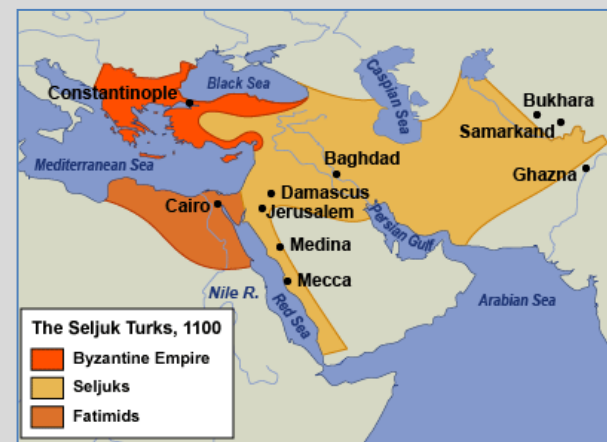 Black Sea
Constantinople
Caspian Sea
Bukhara
Samarkand
Mediterranean Sea
Baghdad
Ghazna
Damascus
Cairo
Jerusalem
Persian Gulf
Medina
Nile R.
Mecca
Red Sea
Arabian Sea
The Seljuk Turks, 1100
Byzantine Empire
Seljuks
Fatimids